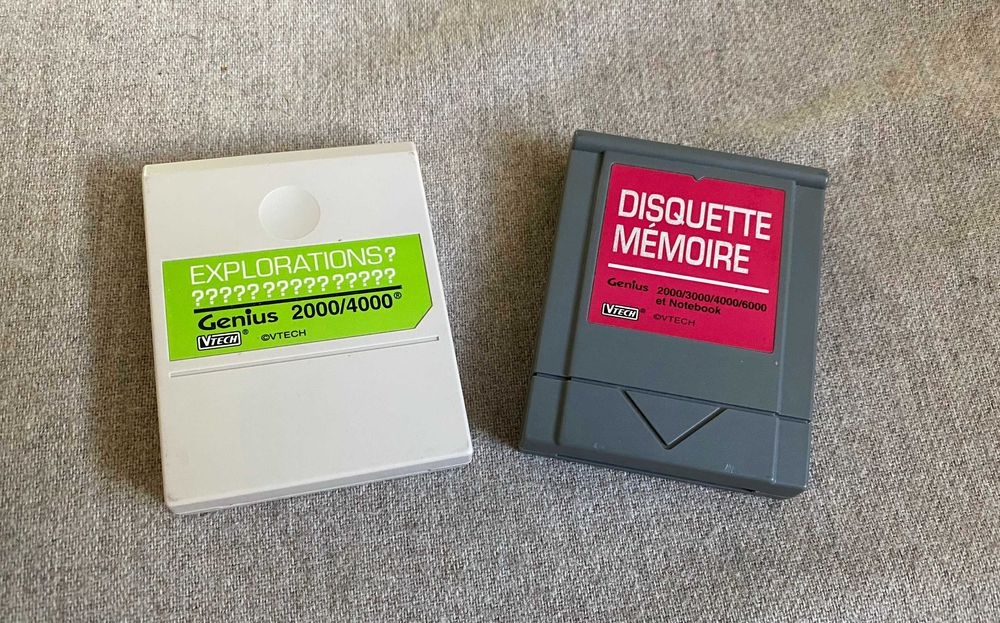 EXPLORATIONS?
????? ????? ?????
Genius 2000/4000®
VTECH® ©VTECH
DISQUETTE
MÉMOIRE
Genius 2000/3000/4000/6000
et Notebook
VTECH® ©VTECH